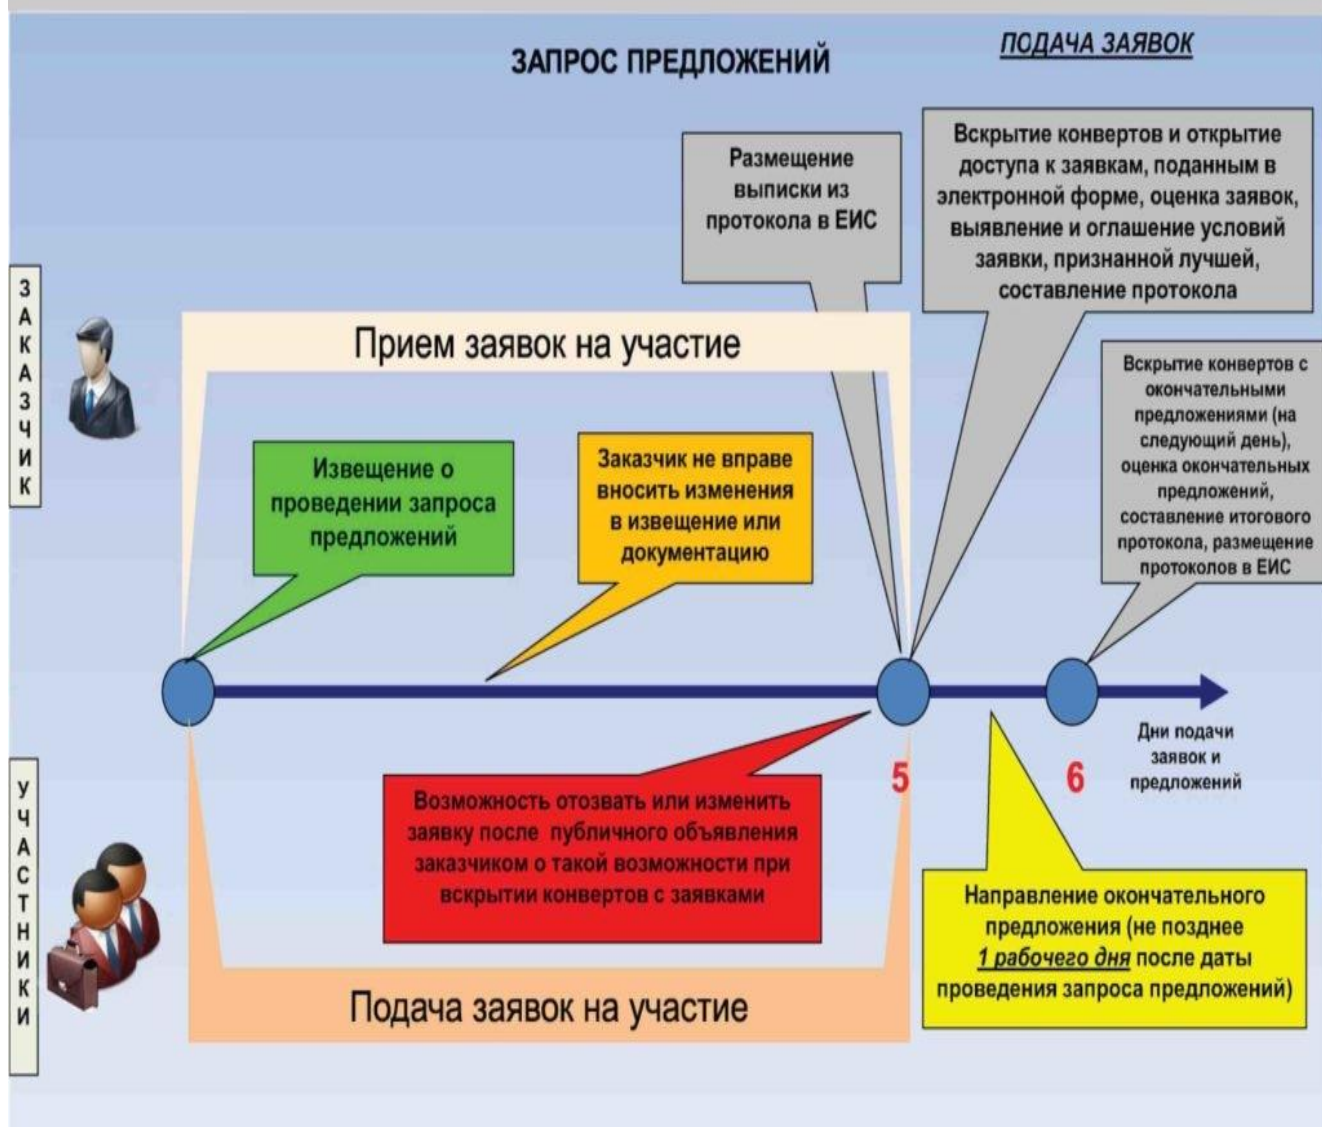 ЗАПРОС ПРЕДЛОЖЕНИЙ
ПОДАЧА ЗАЯВОК
Размещение
выписки из
протокола в ЕИС
Вскрытие конвертов и открытие
доступа к заявкам, поданным в
электронной форме, оценка заявок,
выявление и оглашение условий
заявки, признанной лучшей,
составление протокола
ЗАКАЗЧИК
Прием заявок на участие
Вскрытие конвертов с
окончательными
предложениями (на
следующий день),
оценка окончательных
предложений,
составление итогового
протокола, размещение
протоколов в ЕИС
Извещение о
проведении запроса
предложений
Заказчик не вправе
вносить изменения
в извещение или
документацию
Дни подачи
заявок и
предложений
5
6
УЧАСТНИКИ
Возможность отозвать или изменить
заявку после публичного объявления
заказчиком о такой возможности при
вскрытии конвертов с заявками
Направление окончательного
предложения (не позднее
1 рабочего дня после даты
проведения запроса предложений)
Подача заявок на участие